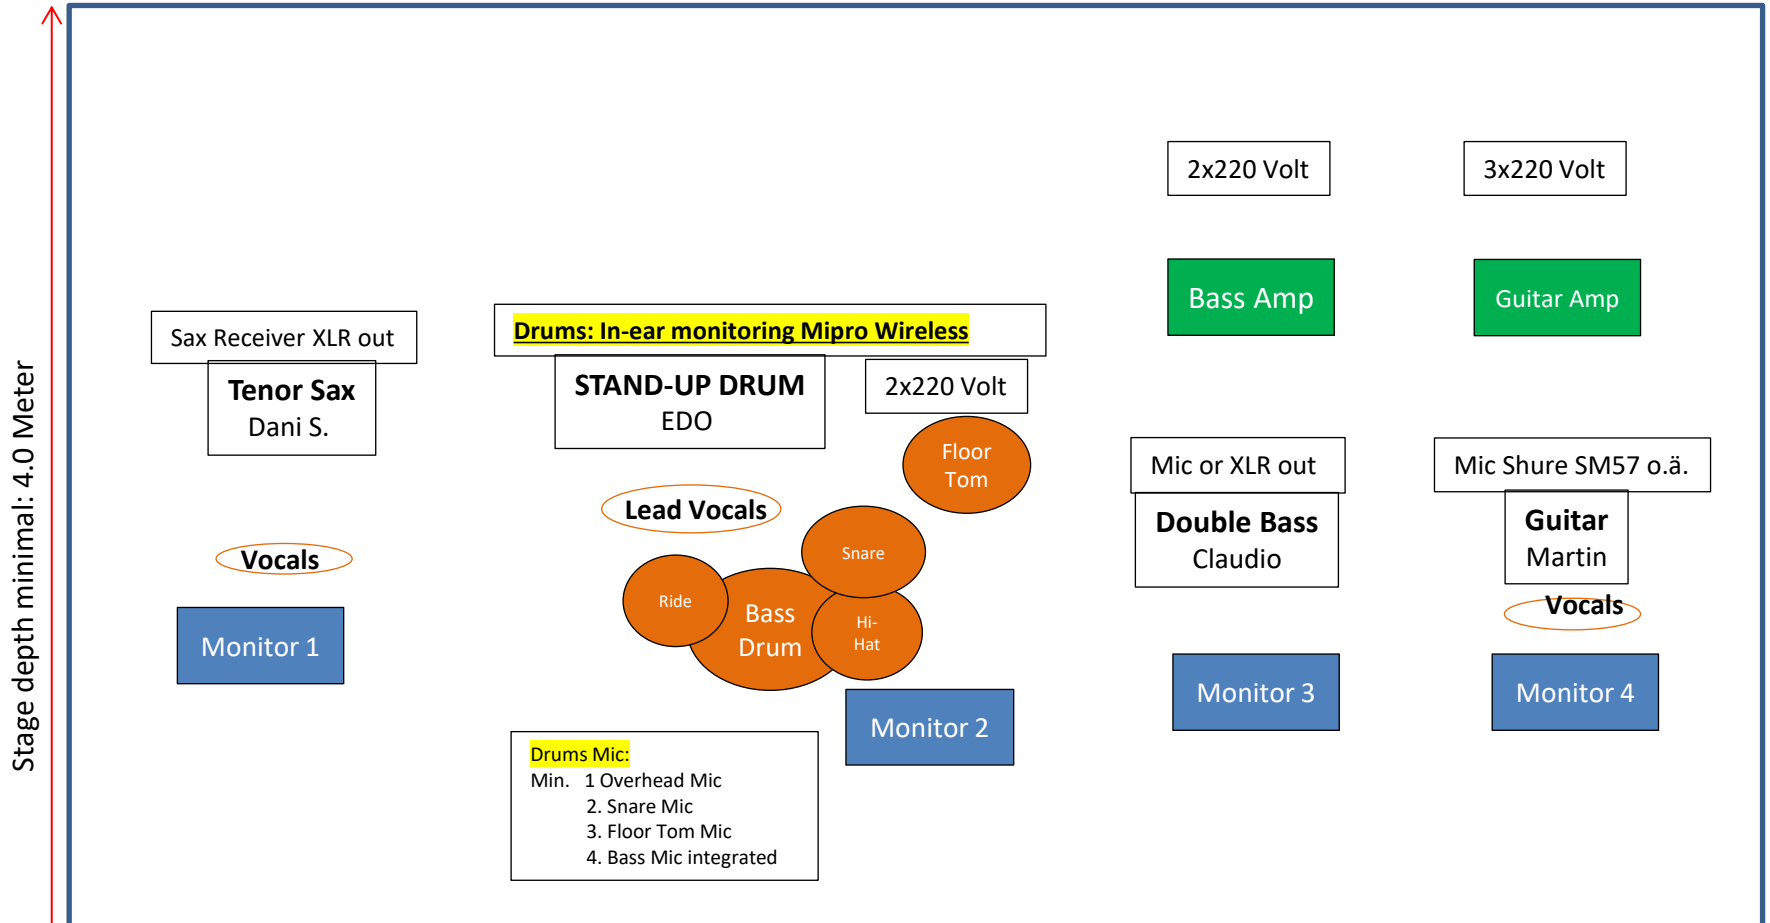 Stage depth minimal: 4.0 Meter
2x220 Volt
3x220 Volt
Bass Amp
Guitar Amp
Sax Receiver XLR out
Tenor Sax
Dani S.
Vocals
Monitor 1
Drums: In-ear monitoring Mipro Wireless
STAND-UP DRUM
EDO
2x220 Volt
Floor
Tom
Lead Vocals
Snare
Ride
Bass
Drum
Hi-
Hat
Monitor 2
Drums Mic:
Min. 1 Overhead Mic
2. Snare Mic
3. Floor Tom Mic
4. Bass Mic integrated
Mic or XLR out
Double Bass
Claudio
Monitor 3
Mic Shure SM57 o.ä.
Guitar
Martin
Vocals
Monitor 4